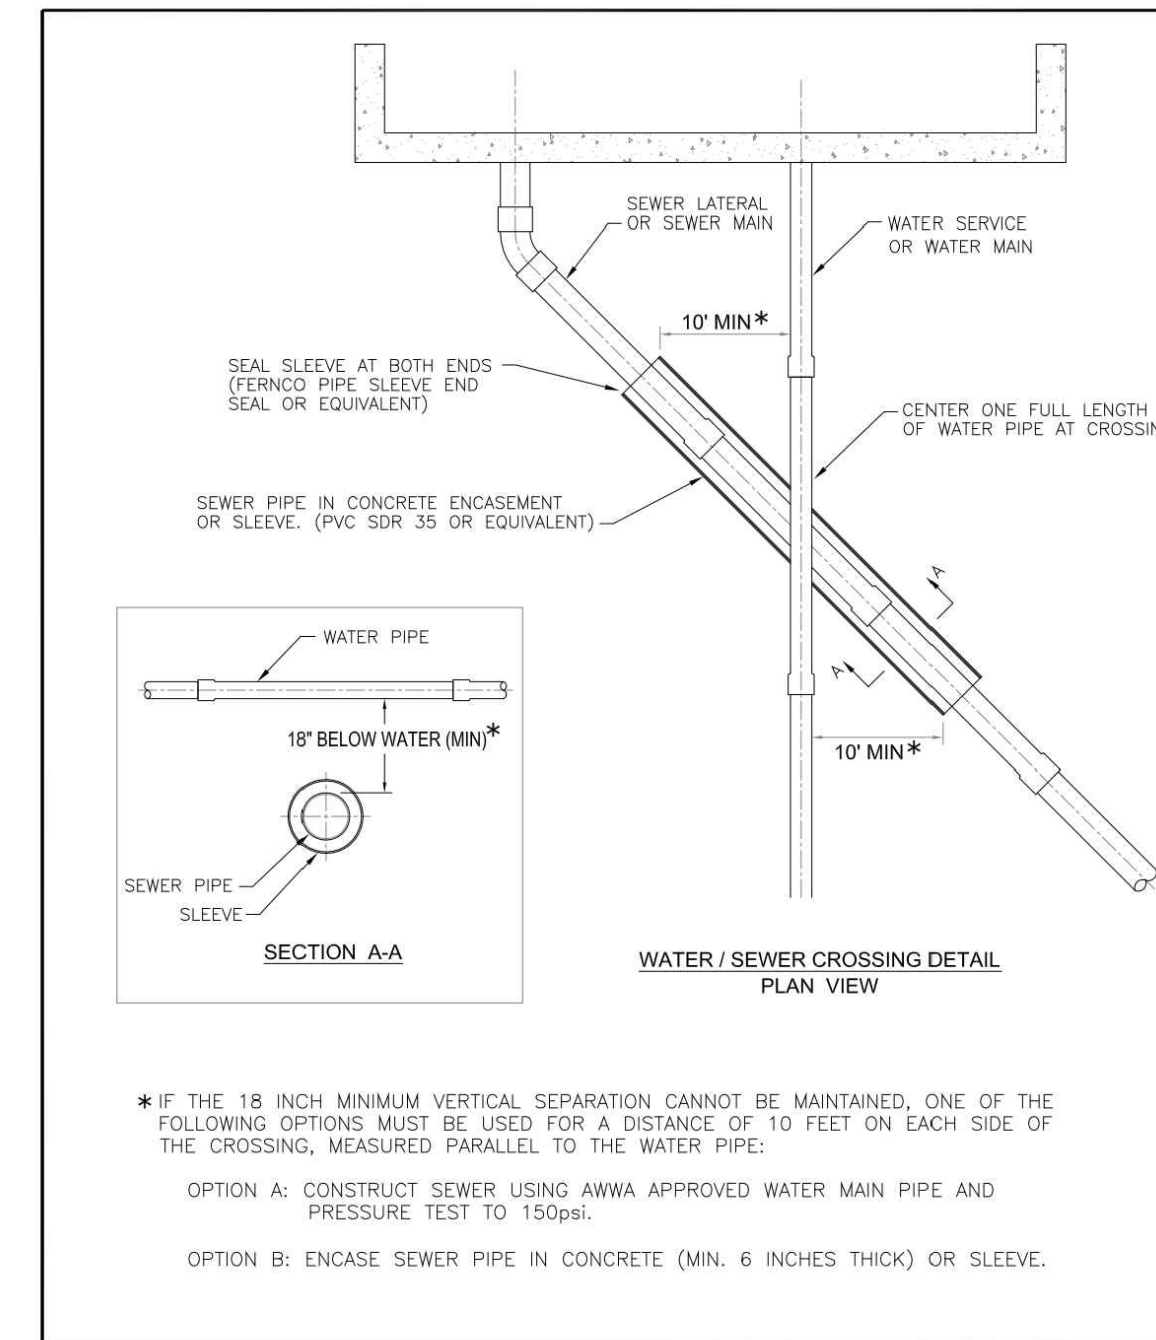 SEWER LATERAL
OR SEWER MAIN
WATER SERVICE
OR WATER MAIN
10' MIN*
SEAL SLEEVE AT BOTH ENDS
(FERNCO PIPE SLEEVE END
SEAL OR EQUIVALENT)
CENTER ONE FULL LENGTH
OF WATER PIPE AT
SEWER PIPE IN CONCRETE ENCASEMENT
OR SLEEVE. (PVC SDR 35 OR EQUIVALENT)
A
A
WATER PIPE
18" BELOW WATER (MIN)*
10' MIN*
SEWER PIPE
SLEEVE
SECTION A-A
WATER / SEWER CROSSING DETAIL
PLAN VIEW
* IF THE 18 INCH MINIMUM VERTICAL SEPARATION CANNOT BE MAINTAINED, ONE OF THE
FOLLOWING OPTIONS MUST BE USED FOR A DISTANCE OF 10 FEET ON EACH SIDE OF
THE CROSSING, MEASURED PARALLEL TO THE WATER PIPE:
OPTION A: CONSTRUCT SEWER USING AWWA APPROVED WATER MAIN PIPE AND
PRESSURE TEST TO 150psi.
OPTION B: ENCASE SEWER PIPE IN CONCRETE (MIN. 6 INCHES THICK) OR SLEEVE.